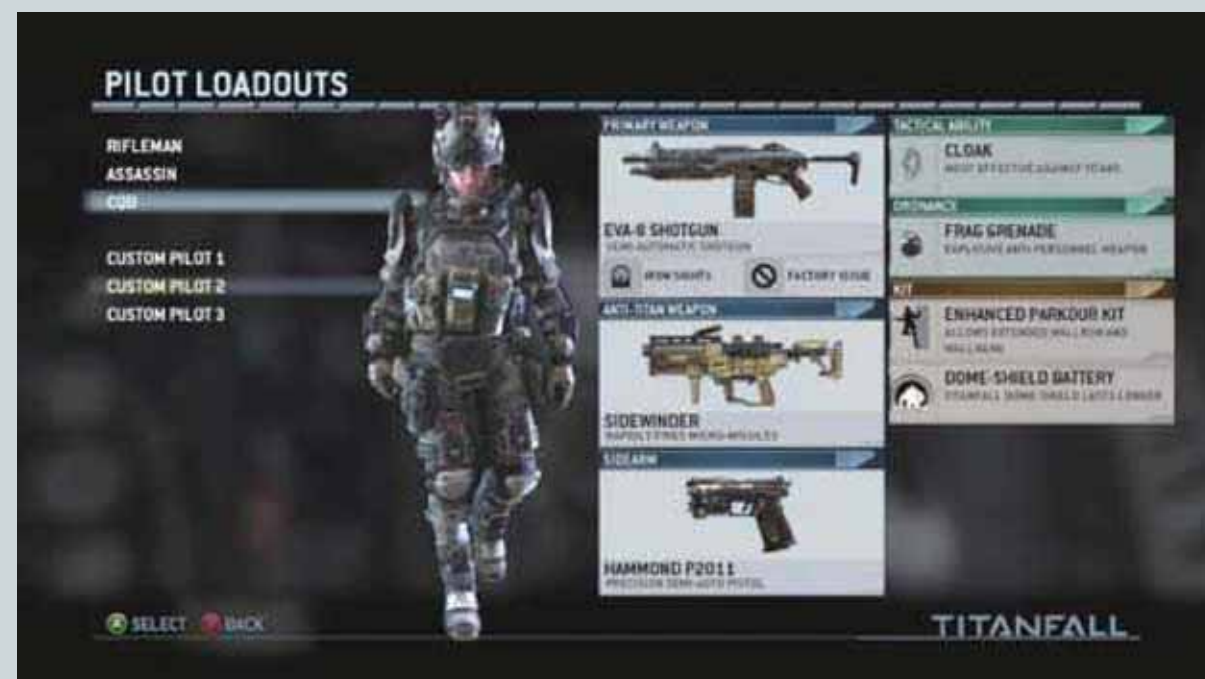 PILOT LOADOUTS
RIFLEMAN
ASSASSIN
CQB
CUSTOM PILOT 1
CUSTOM PILOT 2
CUSTOM PILOT 3
PRIMARY WEAPON
EVA-8 SHOTGUN
SEMI-AUTOMATIC SHOTGUN
IRON SIGHTS
FACTORY ISSUE
ANTI-TITAN WEAPON
SIDEWINDER
RAPIDLY FIRES MICRO-MISSILES
SIDEARM
HAMMOND P2011
PRECISION SEMI-AUTO PISTOL
TACTICAL ABILITY
CLOAK
MOST EFFECTIVE AGAINST TITANS
ORDNANCE
FRAG GRENADE
EXPLOSIVE ANTI-PERSONNEL WEAPON
KIT
ENHANCED PARKOUR KIT
ALLOWS EXTENDED WALLRUN AND
WALLHANG
DOME-SHIELD BATTERY
TITANFALL DOME-SHIELD LASTS LONGER
A SELECT B BACK
TITANFALL